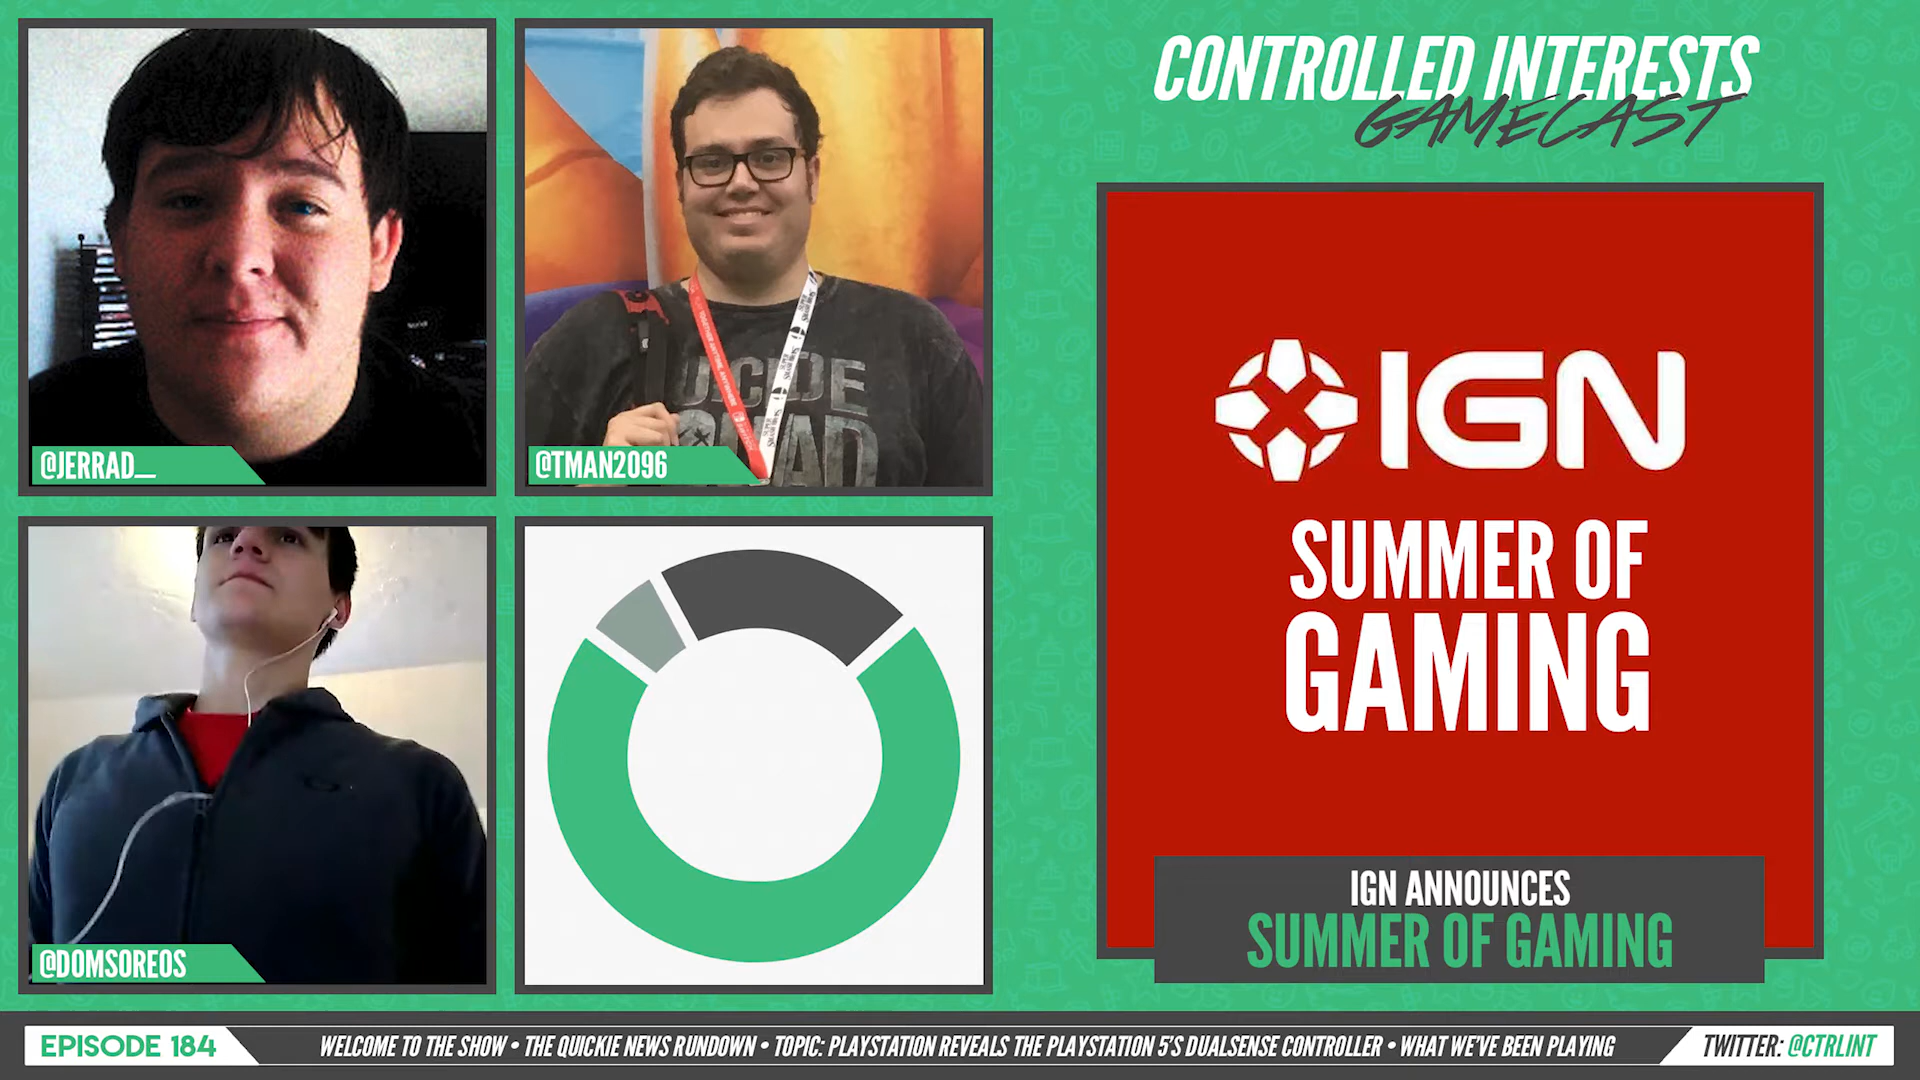 CONTROLLED INTERESTS
GAMECAST
@JERRAD_
@TMAN2096
SUICIDE
SQUAD
IGN
SUMMER OF
GAMING
@DOMSOREOS
IGN ANNOUNCES
SUMMER OF GAMING
EPISODE 184
WELCOME TO THE SHOW • THE QUICKIE NEWS RUNDOWN • TOPIC: PLAYSTATION REVEALS THE PLAYSTATION 5'S DUALSENSE CONTROLLER • WHAT WE'VE BEEN PLAYING
TWITTER: @CTRLINT